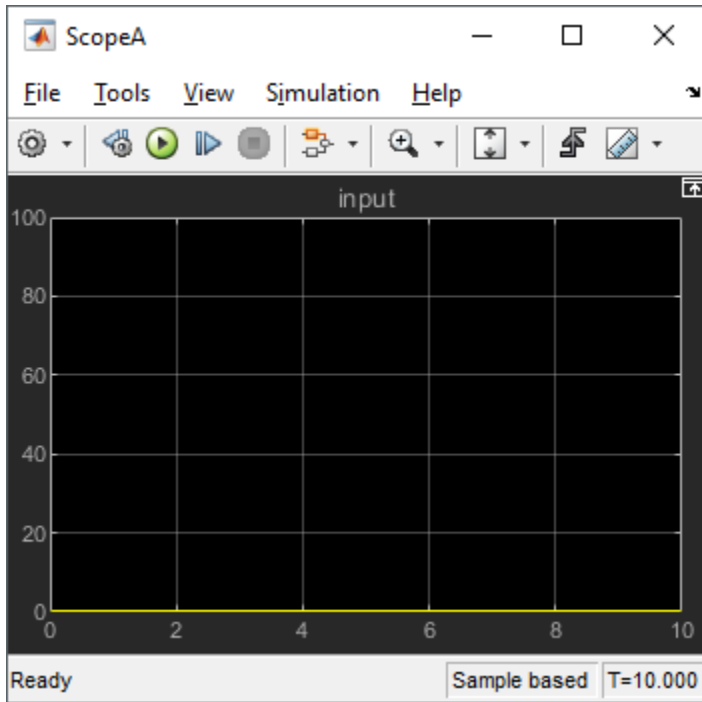 ScopeA
File Tools View Simulation Help
input
100
80
60
40
20
0
0 2 4 6 8 10
Ready Sample based T=10.000